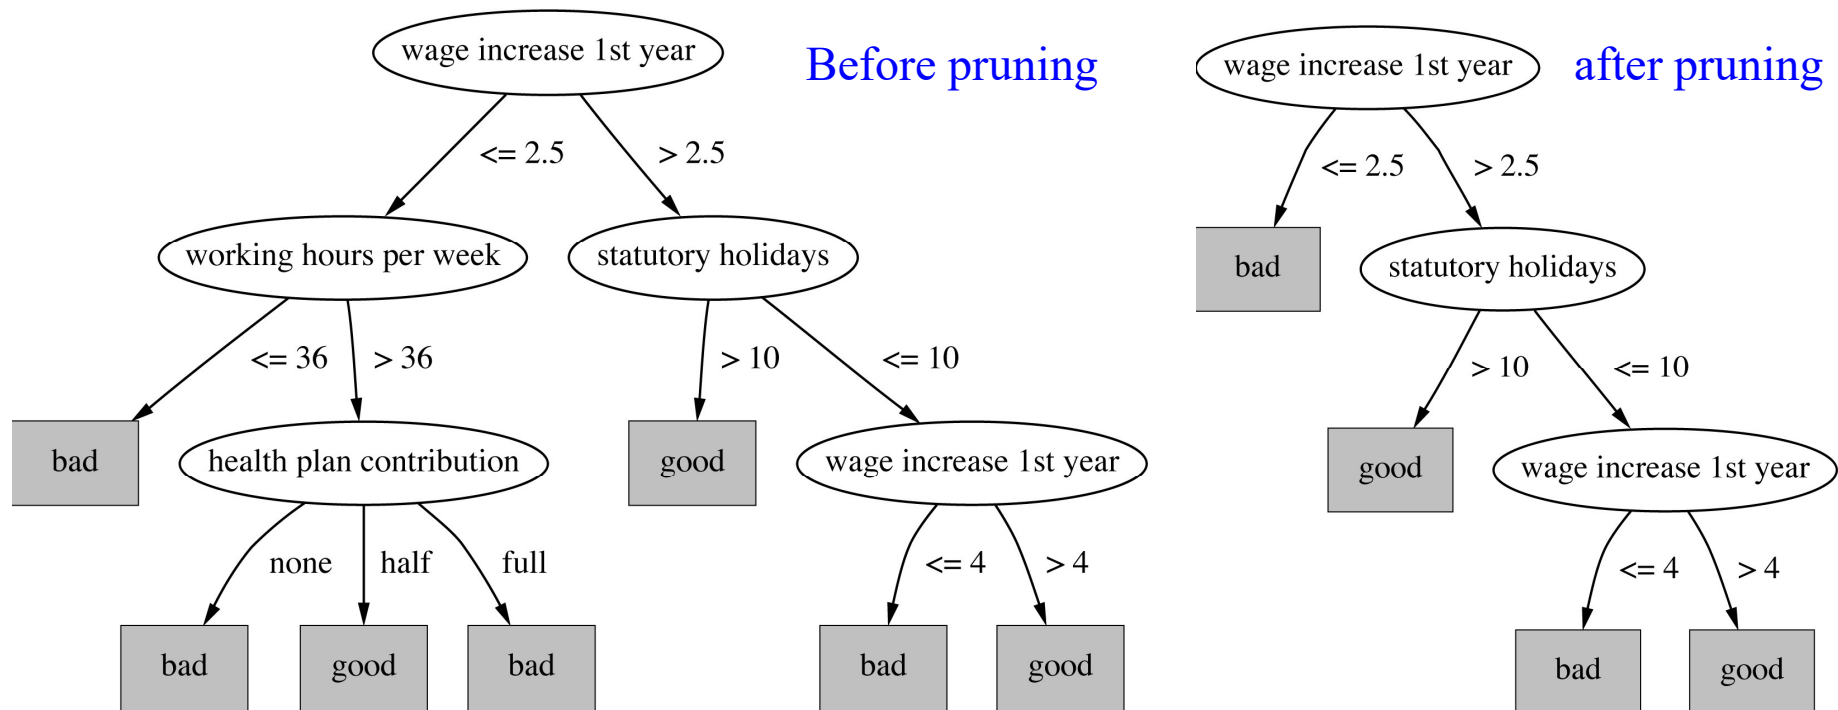 wage increase 1st year
Before pruning
<= 2.5
> 2.5
working hours per week
statutory holidays
<= 36
> 36
> 10
<= 10
bad
health plan contribution
good
wage increase 1st year
none
half
full
<= 4
> 4
bad
good
bad
bad
good
wage increase 1st year
after pruning
<= 2.5
> 2.5
bad
statutory holidays
> 10
<= 10
good
wage increase 1st year
<= 4
> 4
bad
good